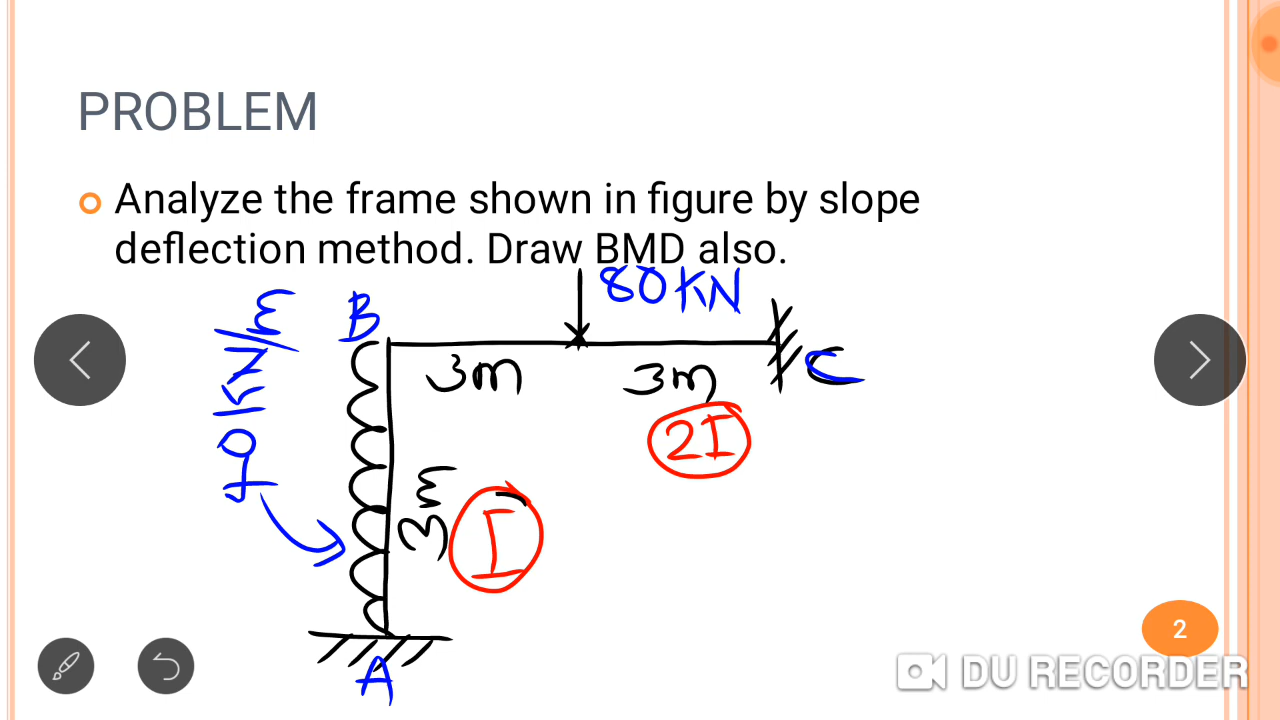 PROBLEM
Analyze the frame shown in figure by slope
deflection method. Draw BMD also.
80KN
B
40KN/m
3m
3m
C
2I
3m
I
A
2
DU RECORDER